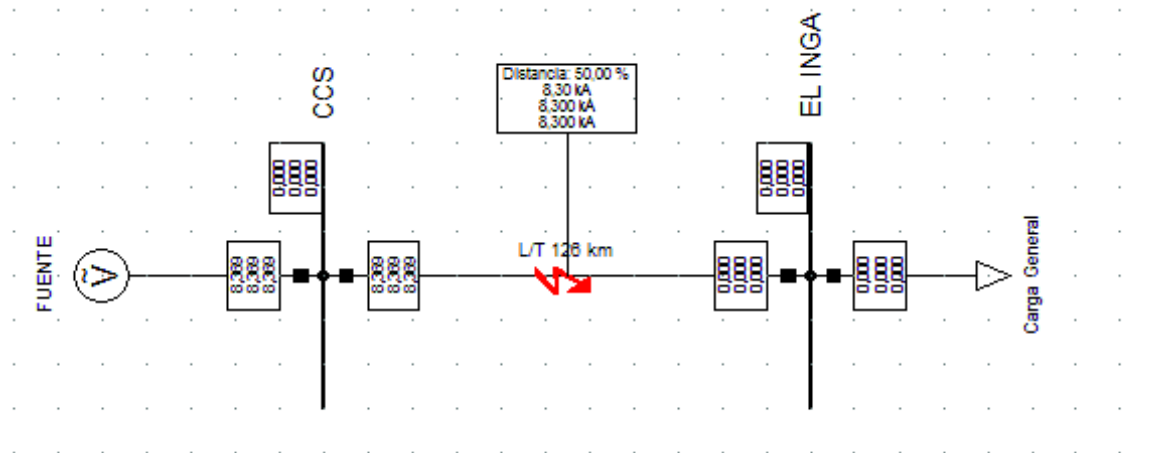 CCS
EL INGA
Distancia: 50,00 %
8,30 kA
8,300 kA
8,300 kA
0,000
0,000
0,000
0,000
0,000
0,000
FUENTE
V~
8,369
8,369
8,369
8,369
8,369
8,369
L/T 126 km
0,000
0,000
0,000
0,000
0,000
0,000
Carga General